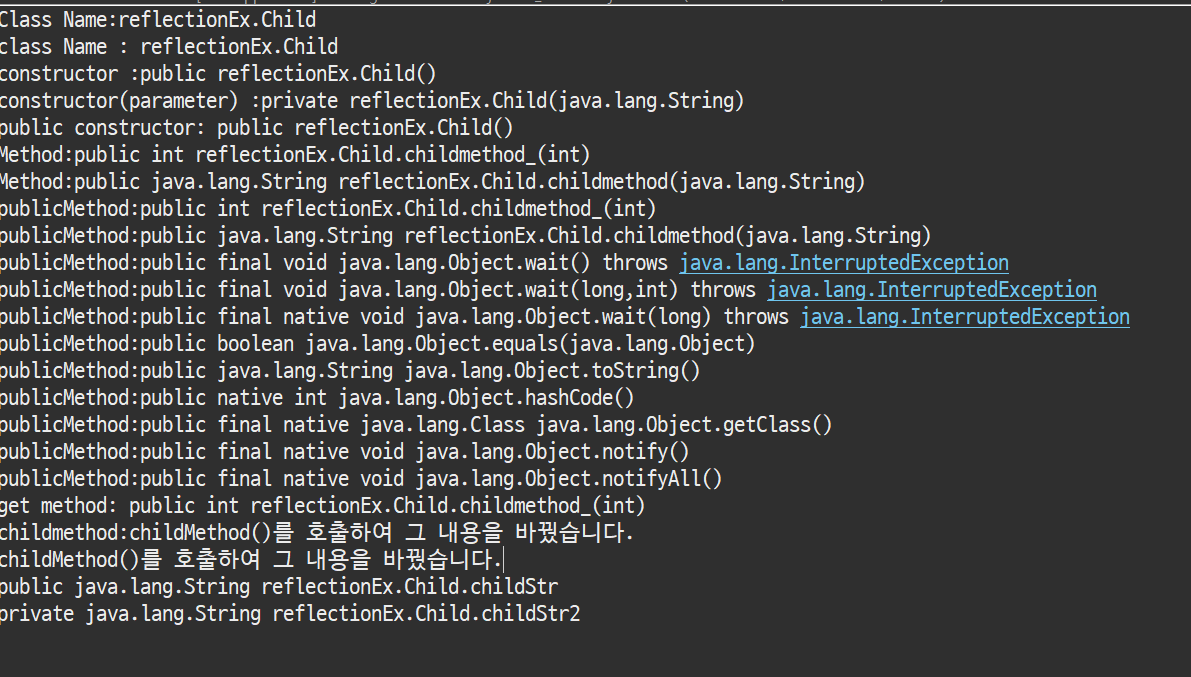 Class Name:reflectionEx.Child
class Name : reflectionEx.Child
constructor :public reflectionEx.Child()
constructor(parameter) :private reflectionEx.Child(java.lang.String)
public constructor: public reflectionEx.Child()
Method:public int reflectionEx.Child.childmethod_(int)
Method:public java.lang.String reflectionEx.Child.childmethod(java.lang.String)
publicMethod:public int reflectionEx.Child.childmethod_(int)
publicMethod:public java.lang.String reflectionEx.Child.childmethod(java.lang.String)
publicMethod:public final void java.lang.Object.wait() throws java.lang.InterruptedException
publicMethod:public final void java.lang.Object.wait(long,int) throws java.lang.InterruptedException
publicMethod:public final native void java.lang.Object.wait(long) throws java.lang.InterruptedException
publicMethod:public boolean java.lang.Object.equals(java.lang.Object)
publicMethod:public java.lang.String java.lang.Object.toString()
publicMethod:public native int java.lang.Object.hashCode()
publicMethod:public final native java.lang.Class java.lang.Object.getClass()
publicMethod:public final native void java.lang.Object.notify()
publicMethod:public final native void java.lang.Object.notifyAll()
get method: public int reflectionEx.Child.childmethod_(int)
childmethod:childMethod()를 호출하여 그 내용을 바꿨습니다.
childMethod()를 호출하여 그 내용을 바꿨습니다.
public java.lang.String reflectionEx.Child.childStr
private java.lang.String reflectionEx.Child.childStr2